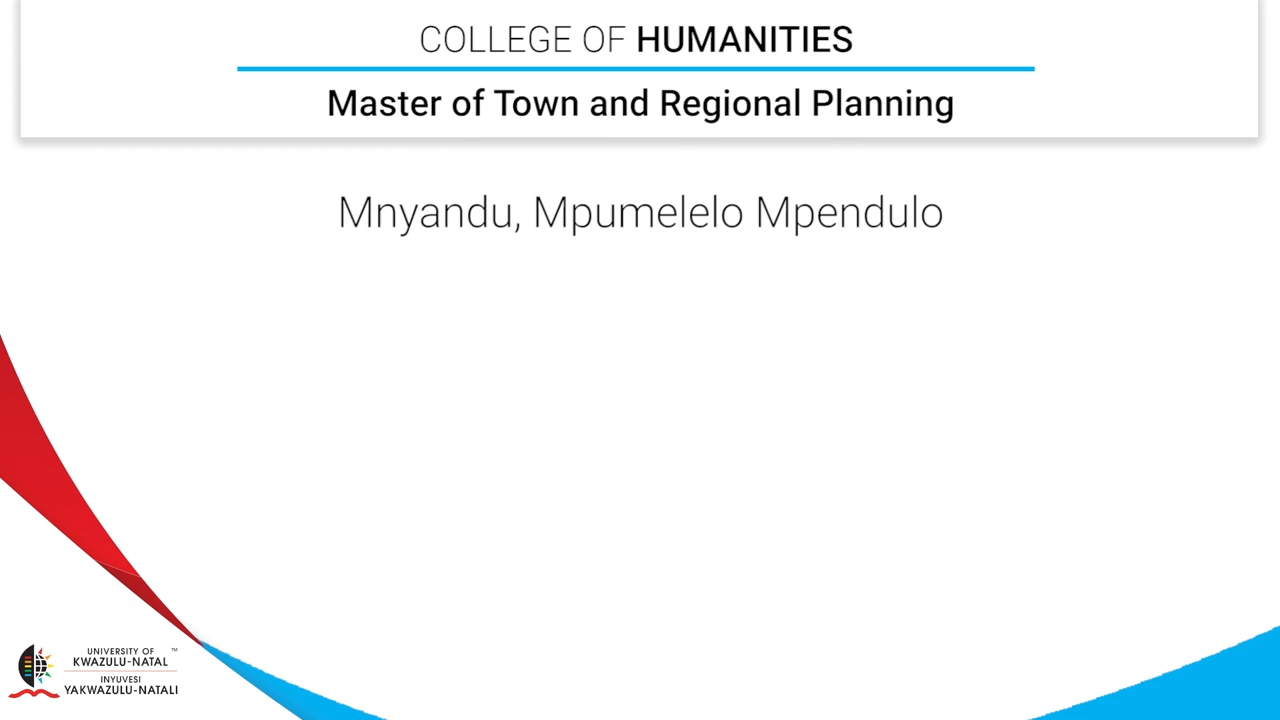 COLLEGE OF HUMANITIES
Master of Town and Regional Planning
Mnyandu, Mpumelelo Mpendulo
UNIVERSITY OF ™
KWAZULU-NATAL
INYUVESI
YAKWAZULU-NATALI